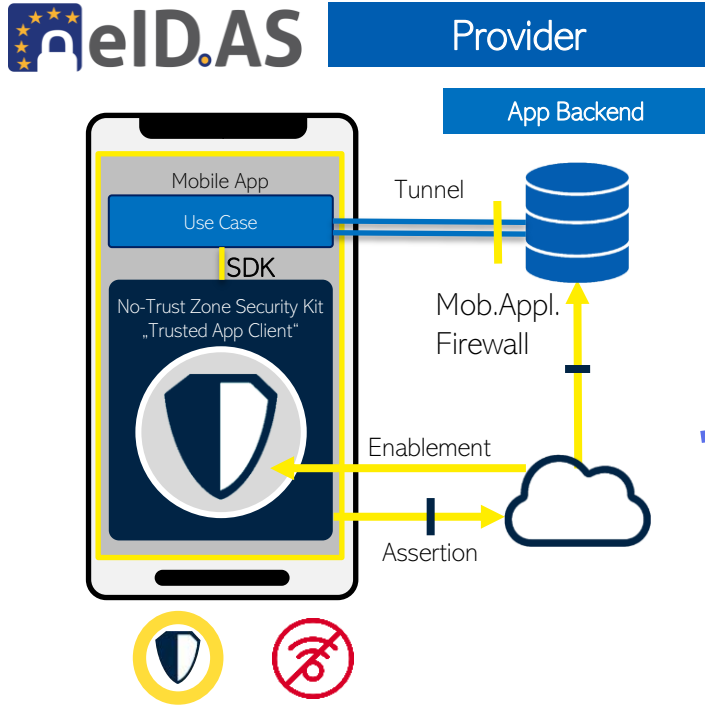 eID.AS
Provider
App Backend
Mobile App
Use Case
Tunnel
SDK
No-Trust Zone Security Kit
„Trusted App Client“
Mob.Appl.
Firewall
Enablement
Assertion